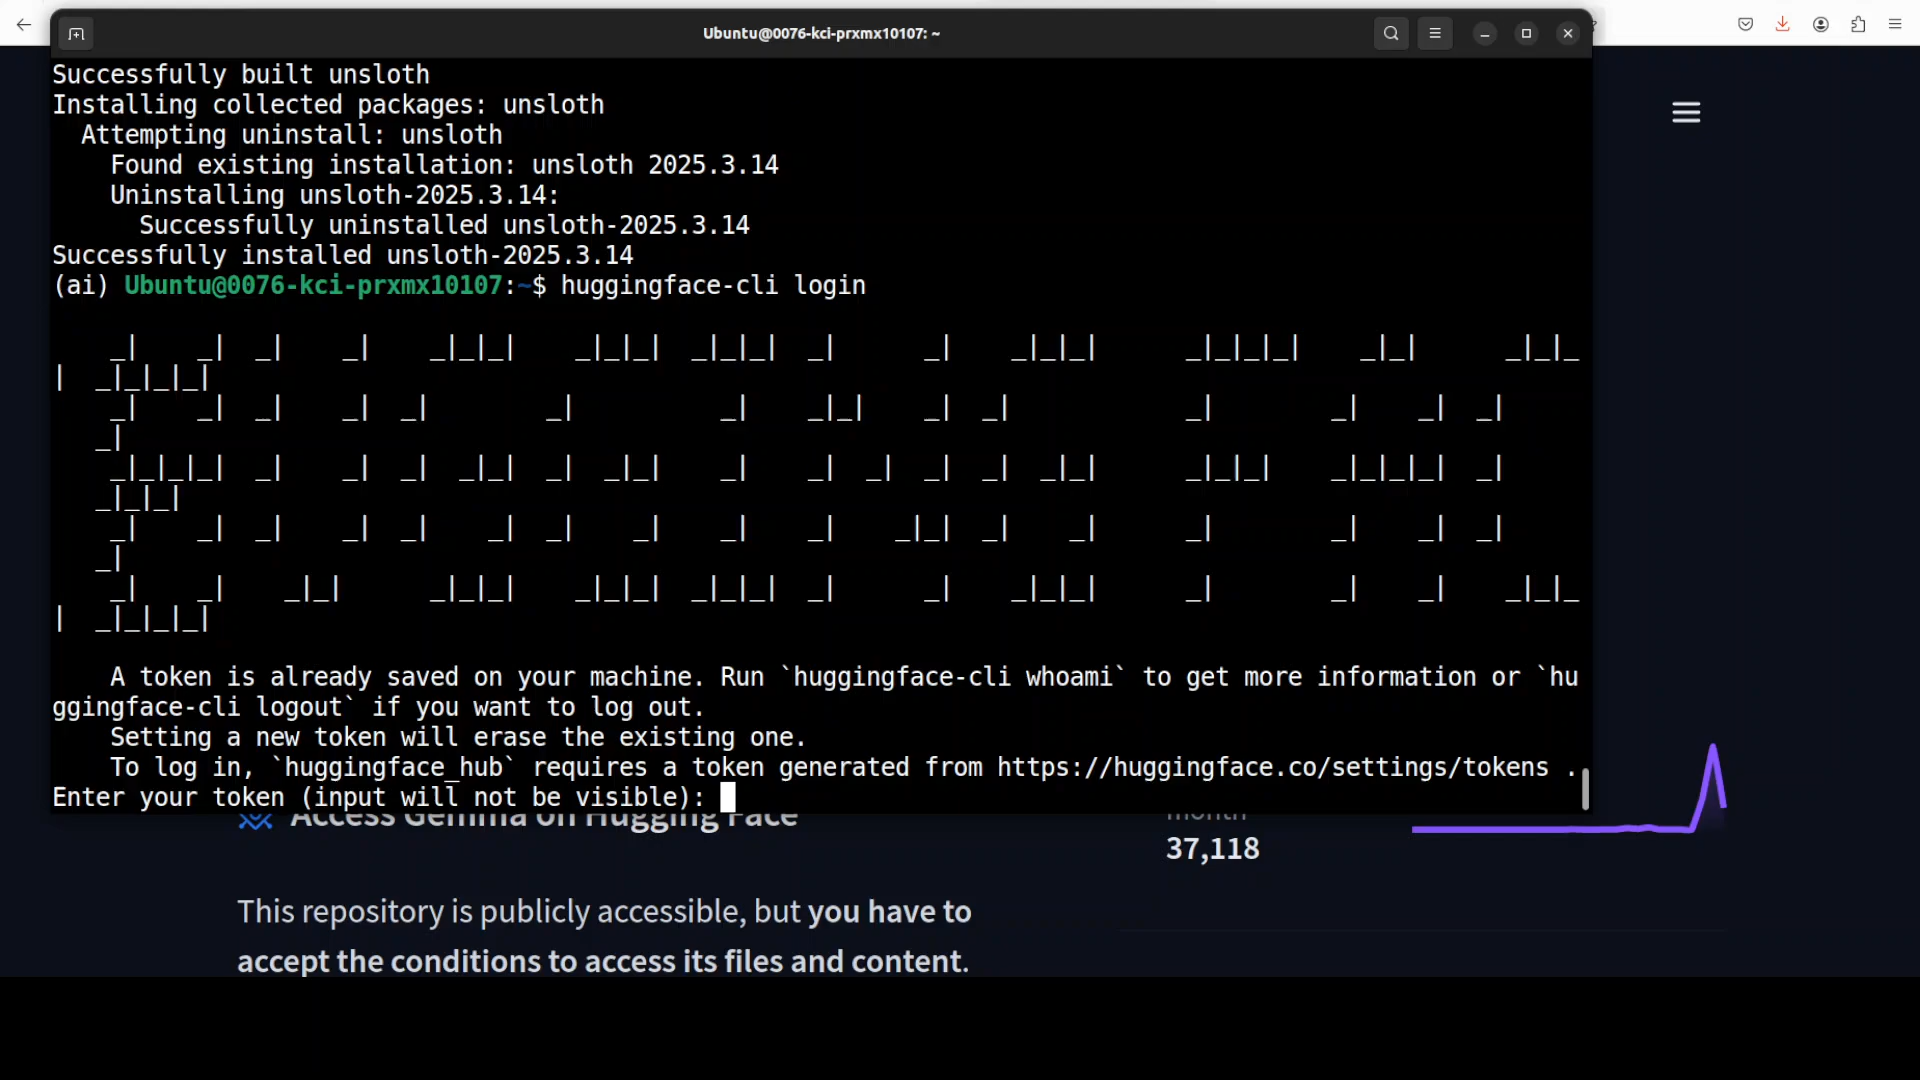 Ubuntu@0076-kci-prxmx10107: ~
Successfully built unsloth
Installing collected packages: unsloth
  Attempting uninstall: unsloth
    Found existing installation: unsloth 2025.3.14
    Uninstalling unsloth-2025.3.14:
      Successfully uninstalled unsloth-2025.3.14
Successfully installed unsloth-2025.3.14
(ai) Ubuntu@0076-kci-prxmx10107:~$ huggingface-cli login
    A token is already saved on your machine. Run `huggingface-cli whoami` to get more information or `hu
ggingface-cli logout` if you want to log out.
    Setting a new token will erase the existing one.
    To log in, `huggingface_hub` requires a token generated from https://huggingface.co/settings/tokens .
Enter your token (input will not be visible):
Access Gemma on Hugging Face
month
37,118
This repository is publicly accessible, but you have to
accept the conditions to access its files and content.